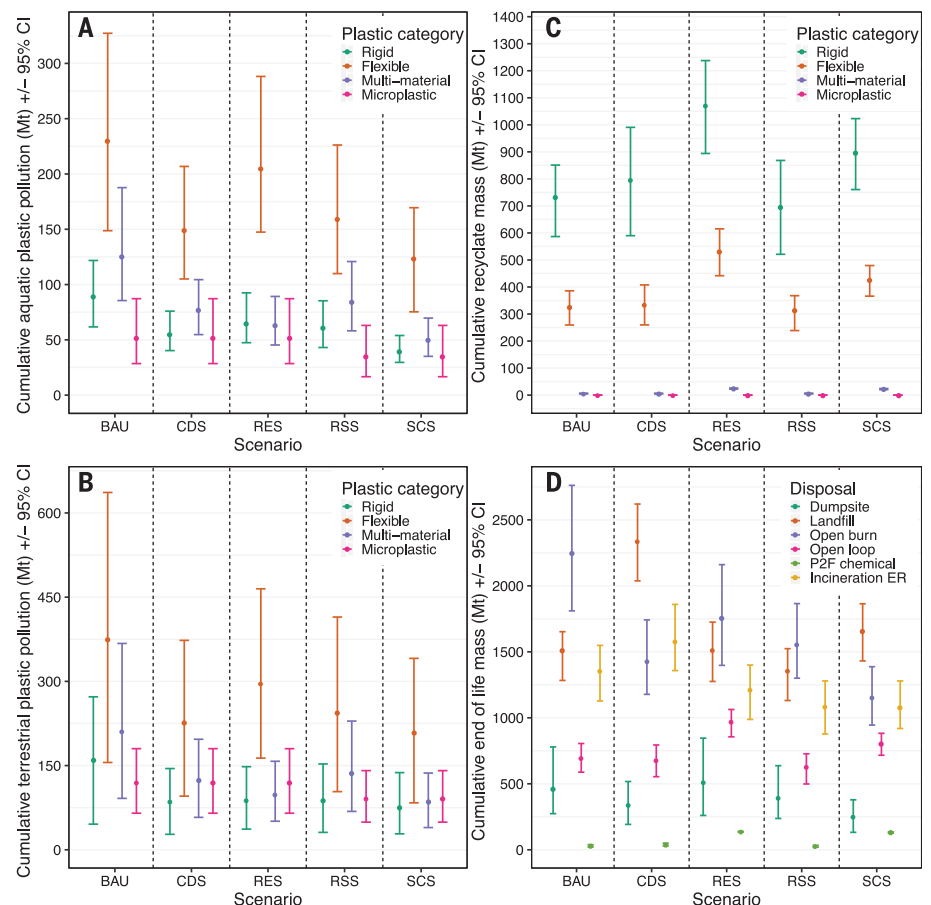 A
Cumulative aquatic plastic pollution (Mt) +/− 95% CI
300
250
200
150
100
50
0
Plastic category
Rigid
Flexible
Multi−material
Microplastic
BAU CDS RES RSS SCS
Scenario
C
Cumulative recyclate mass (Mt) +/− 95% CI
1400
1300
1200
1100
1000
900
800
700
600
500
400
300
200
100
0
Plastic category
Rigid
Flexible
Multi−material
Microplastic
BAU CDS RES RSS SCS
Scenario
B
Cumulative terrestrial plastic pollution (Mt) +/− 95% CI
600
450
300
150
0
Plastic category
Rigid
Flexible
Multi−material
Microplastic
BAU CDS RES RSS SCS
Scenario
D
Cumulative end of life mass (Mt) +/− 95% CI
2500
2000
1500
1000
500
0
Disposal
Dumpsite
Landfill
Open burn
Open loop
P2F chemical
Incineration ER
BAU CDS RES RSS SCS
Scenario